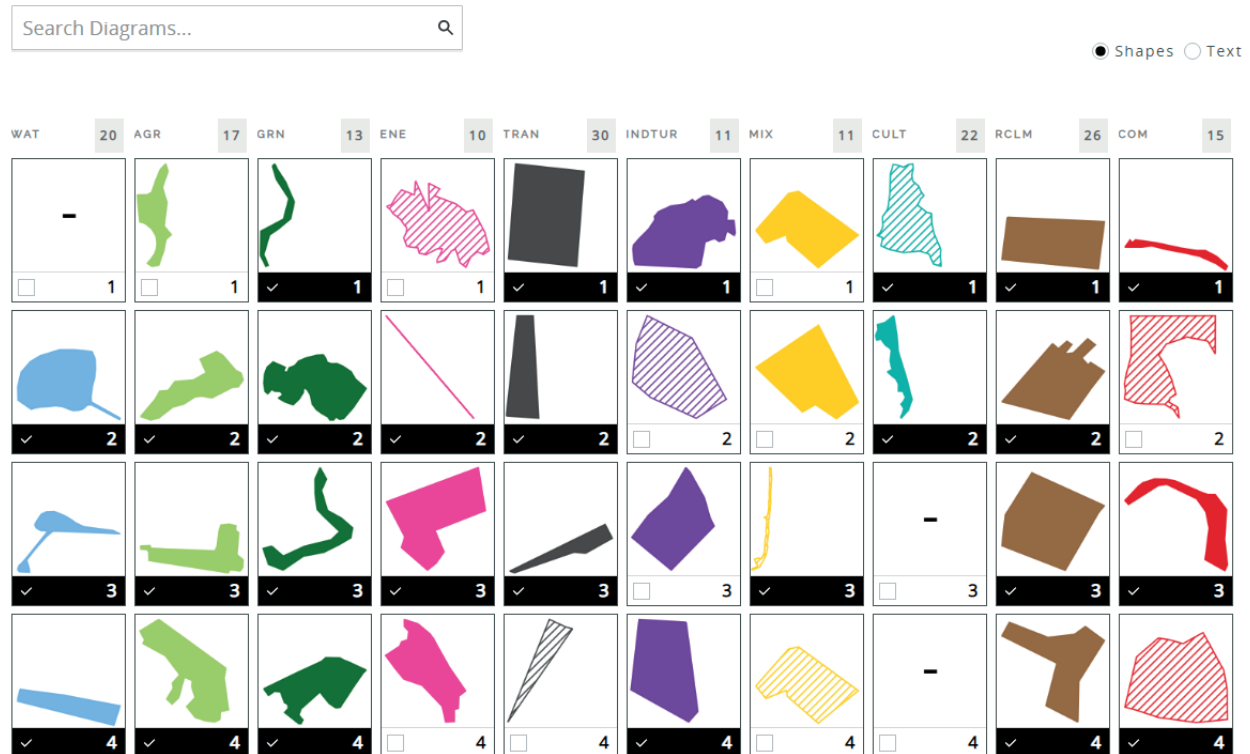 Search Diagrams...
Shapes Text
WAT 20 AGR 17 GRN 13 ENE 10 TRAN 30 INDTUR 11 MIX 11 CULT 22 RCLM 26 COM 15
-
1 1 1 1 1 1 1 1 1 1
2 2 2 2 2 2 2 2 2 2
-
3 3 3 3 3 3 3 3 3 3
-
4 4 4 4 4 4 4 4 4 4